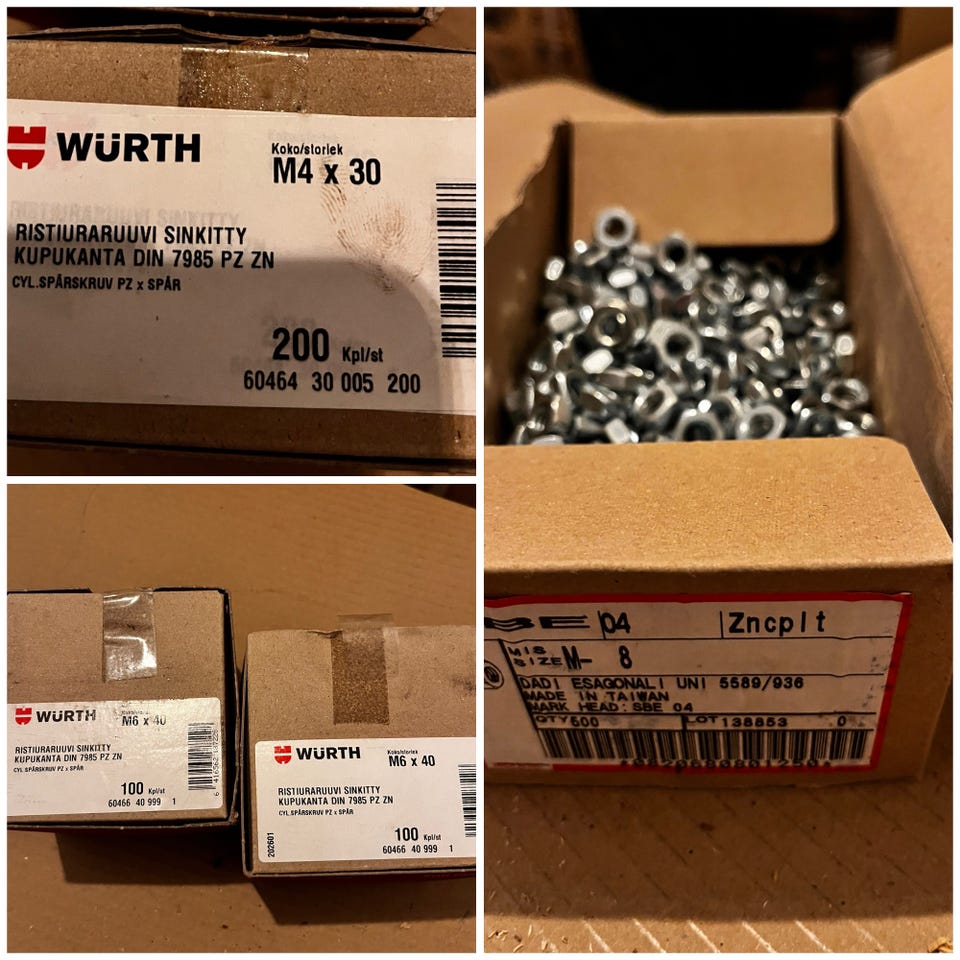 WÜRTH
Koko/storlek
M4 x 30
RISTIURARUUVI SINKITTY
KUPUKANTA DIN 7985 PZ ZN
CYL.SPÅRSKRUV PZ x SPÅR
200 Kpl/st
60464 30 005 200
WÜRTH
M6 x 40
RISTIURARUUVI SINKITTY
KUPUKANTA DIN 7985 PZ ZN
CYL.SPÅRSKRUV PZ x SPÅR
100 Kpl/st
60466 40 999 1
WÜRTH
Koko/storlek
M6 x 40
RISTIURARUUVI SINKITTY
KUPUKANTA DIN 7985 PZ ZN
CYL.SPÅRSKRUV PZ x SPÅR
100 Kpl/st
60466 40 999 1
202601
BE 04 Zncplt
MIS
SIZE M- 8
DADI ESAGONALI UNI 5589/936
MADE IN TAIWAN
MARK HEAD: SBE 04
QTY 500 LOT 138853 0